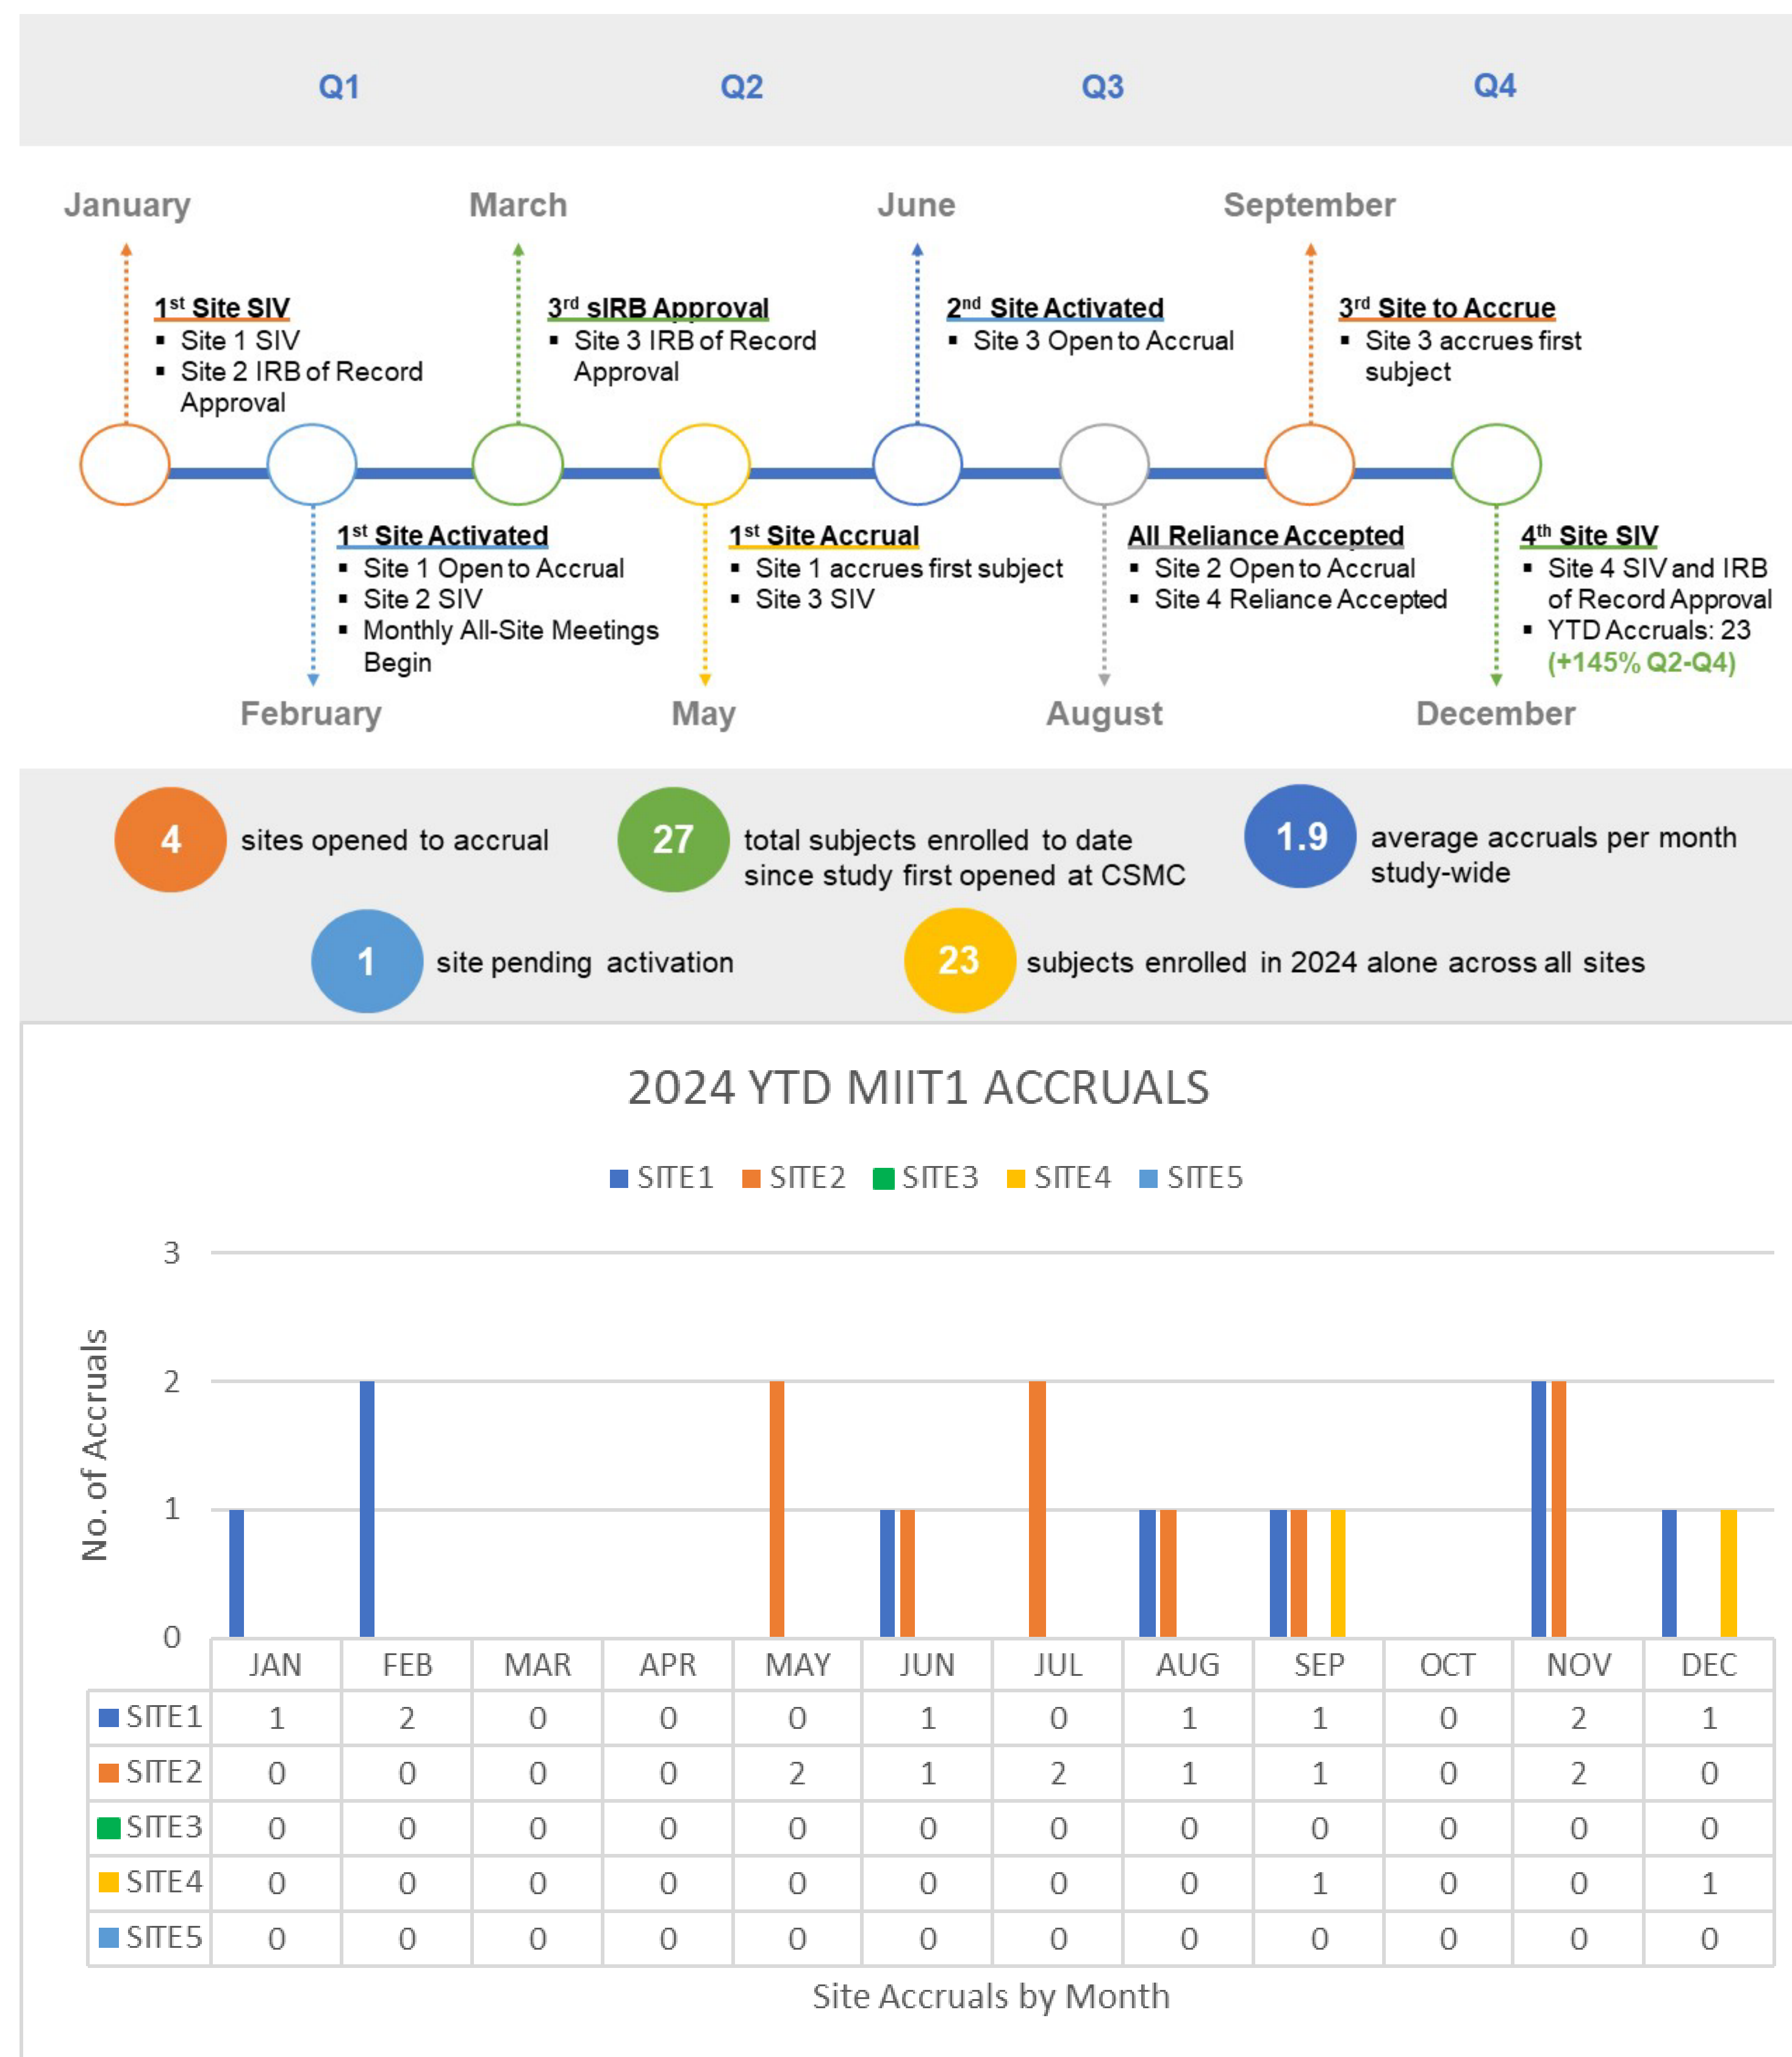 Q1 Q2 Q3 Q4
January March June September
1st Site SIV
▪ Site 1 SIV
▪ Site 2 IRB of Record
Approval
3rd sIRB Approval
▪ Site 3 IRB of Record
Approval
2nd Site Activated
▪ Site 3 Open to Accrual
3rd Site to Accrue
▪ Site 3 accrues first
subject
1st Site Activated
▪ Site 1 Open to Accrual
▪ Site 2 SIV
▪ Monthly All-Site Meetings
Begin
1st Site Accrual
▪ Site 1 accrues first subject
▪ Site 3 SIV
All Reliance Accepted
▪ Site 2 Open to Accrual
▪ Site 4 Reliance Accepted
4th Site SIV
▪ Site 4 SIV and IRB
of Record Approval
▪ YTD Accruals: 23
(+145% Q2-Q4)
February May August December
4 sites opened to accrual
27 total subjects enrolled to date
since study first opened at CSMC
1.9 average accruals per month
study-wide
1 site pending activation
23 subjects enrolled in 2024 alone across all sites
2024 YTD MIIT1 ACCRUALS
SITE1 SITE2 SITE3 SITE4 SITE5
No. of Accruals
3
2
1
0
JAN FEB MAR APR MAY JUN JUL AUG SEP OCT NOV DEC
SITE1 1 2 0 0 0 1 0 1 1 0 2 1
SITE2 0 0 0 0 2 1 2 1 1 0 2 0
SITE3 0 0 0 0 0 0 0 0 0 0 0 0
SITE4 0 0 0 0 0 0 0 0 1 0 0 1
SITE5 0 0 0 0 0 0 0 0 0 0 0 0
Site Accruals by Month